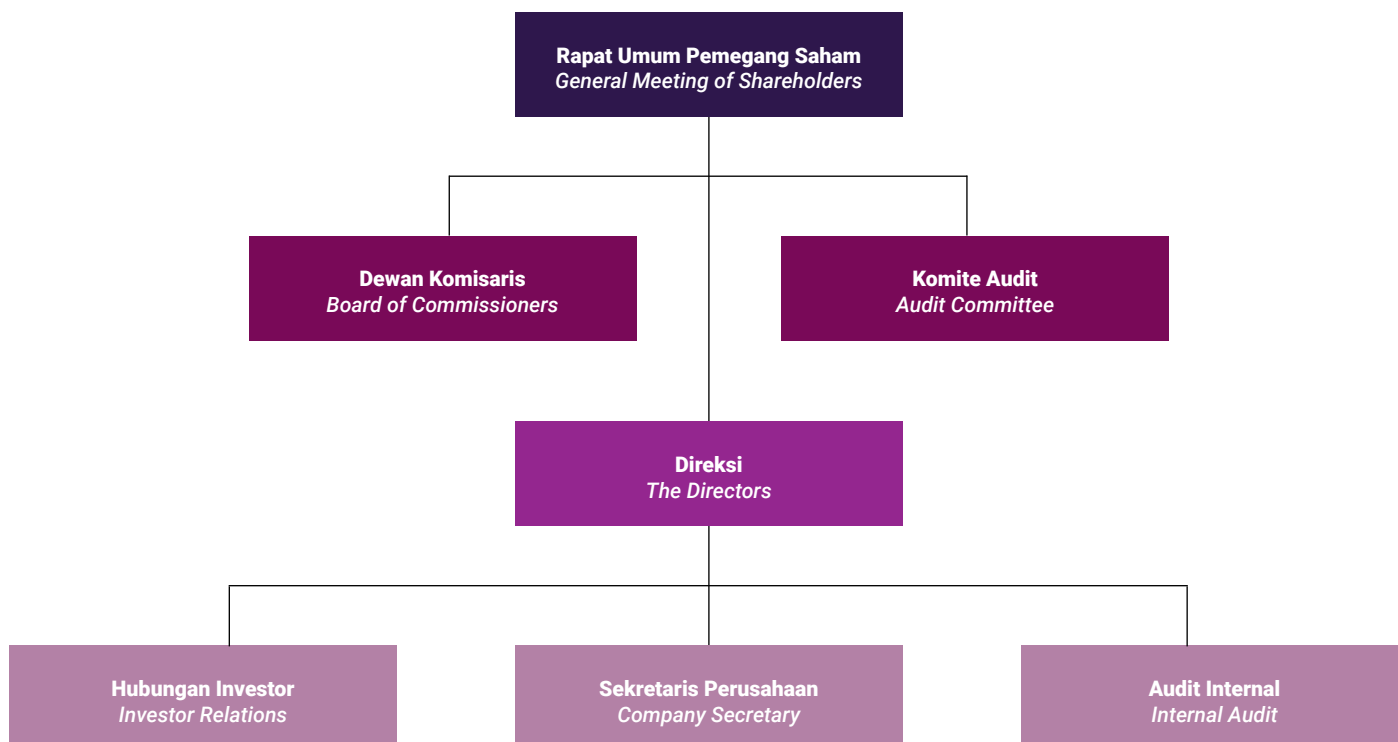 Rapat Umum Pemegang Saham
General Meeting of Shareholders
Dewan Komisaris
Board of Commissioners
Komite Audit
Audit Committee
Direksi
The Directors
Hubungan Investor
Investor Relations
Sekretaris Perusahaan
Company Secretary
Audit Internal
Internal Audit